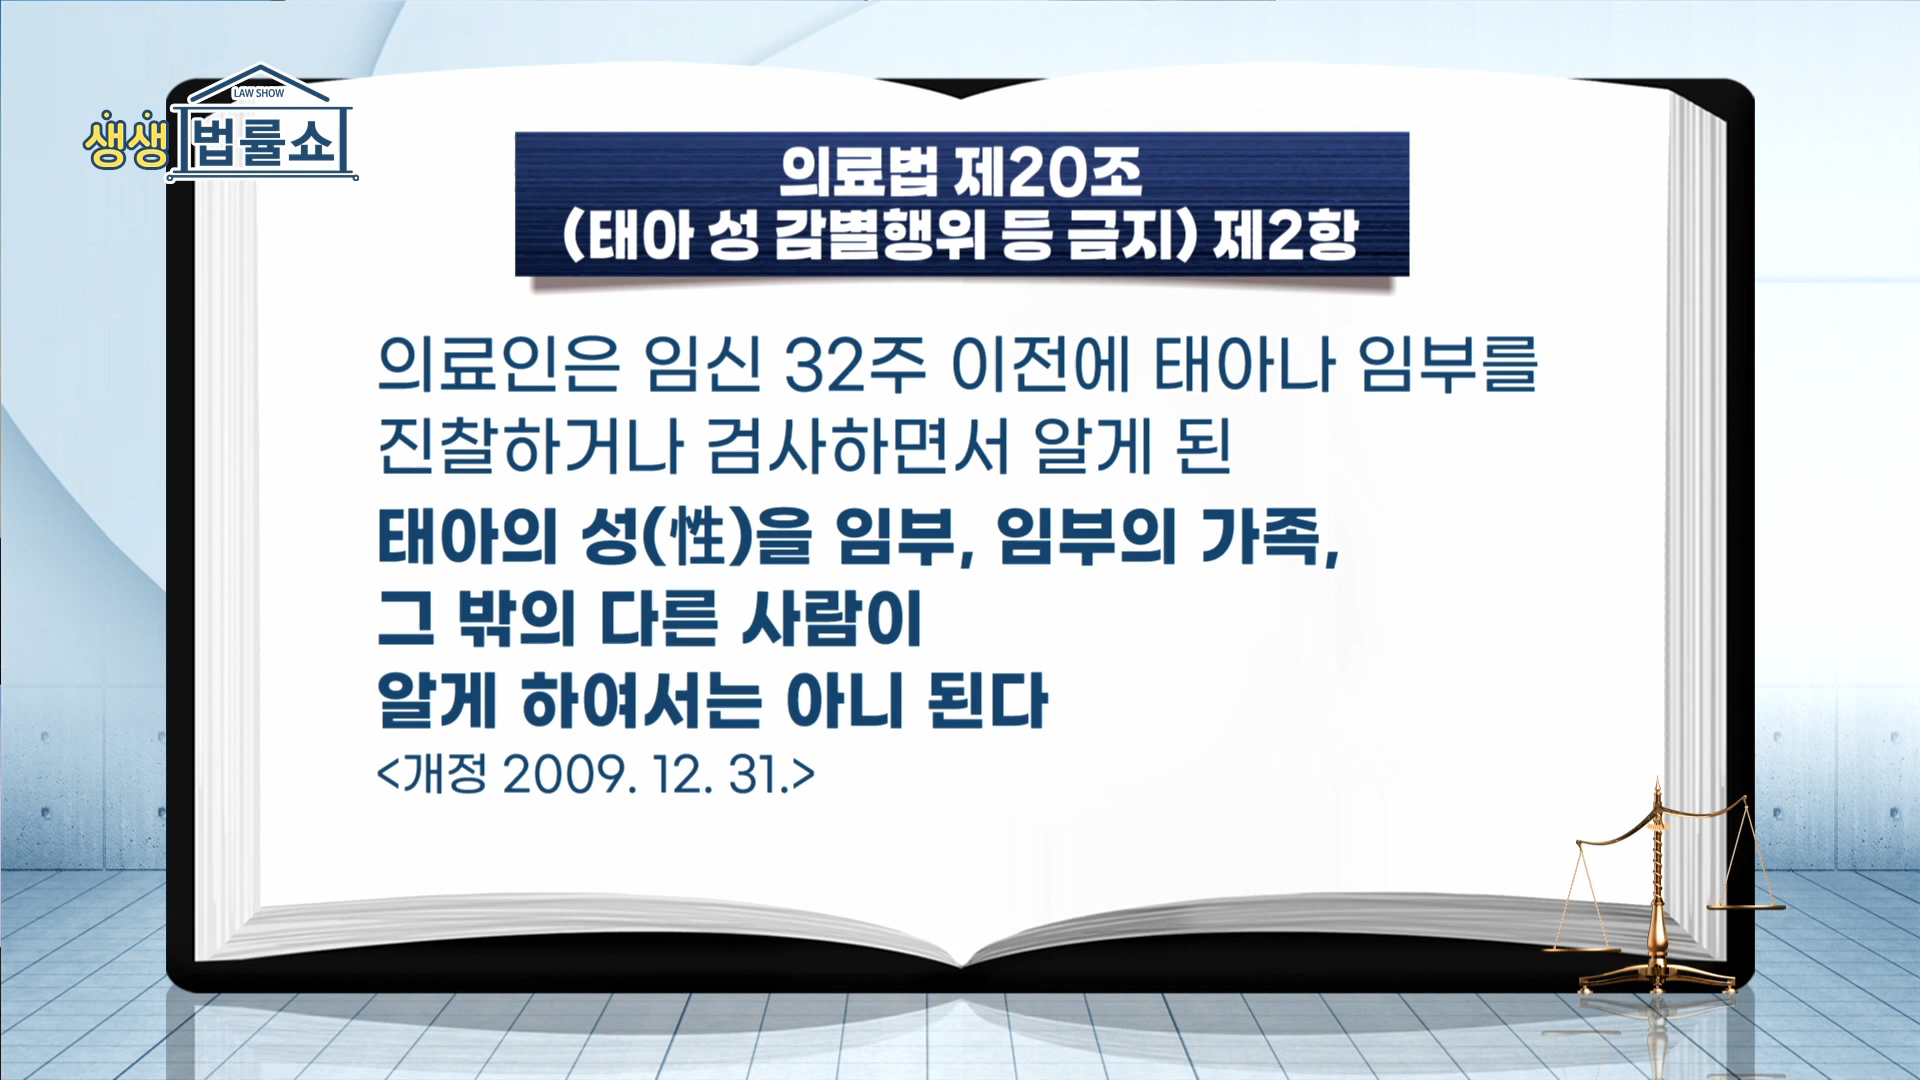 LAW SHOW
생생 법률쇼
의료법 제20조
(태아 성 감별행위 등 금지) 제2항
의료인은 임신 32주 이전에 태아나 임부를
진찰하거나 검사하면서 알게 된
태아의 성(性)을 임부, 임부의 가족,
그 밖의 다른 사람이
알게 하여서는 아니 된다
<개정 2009. 12. 31.>